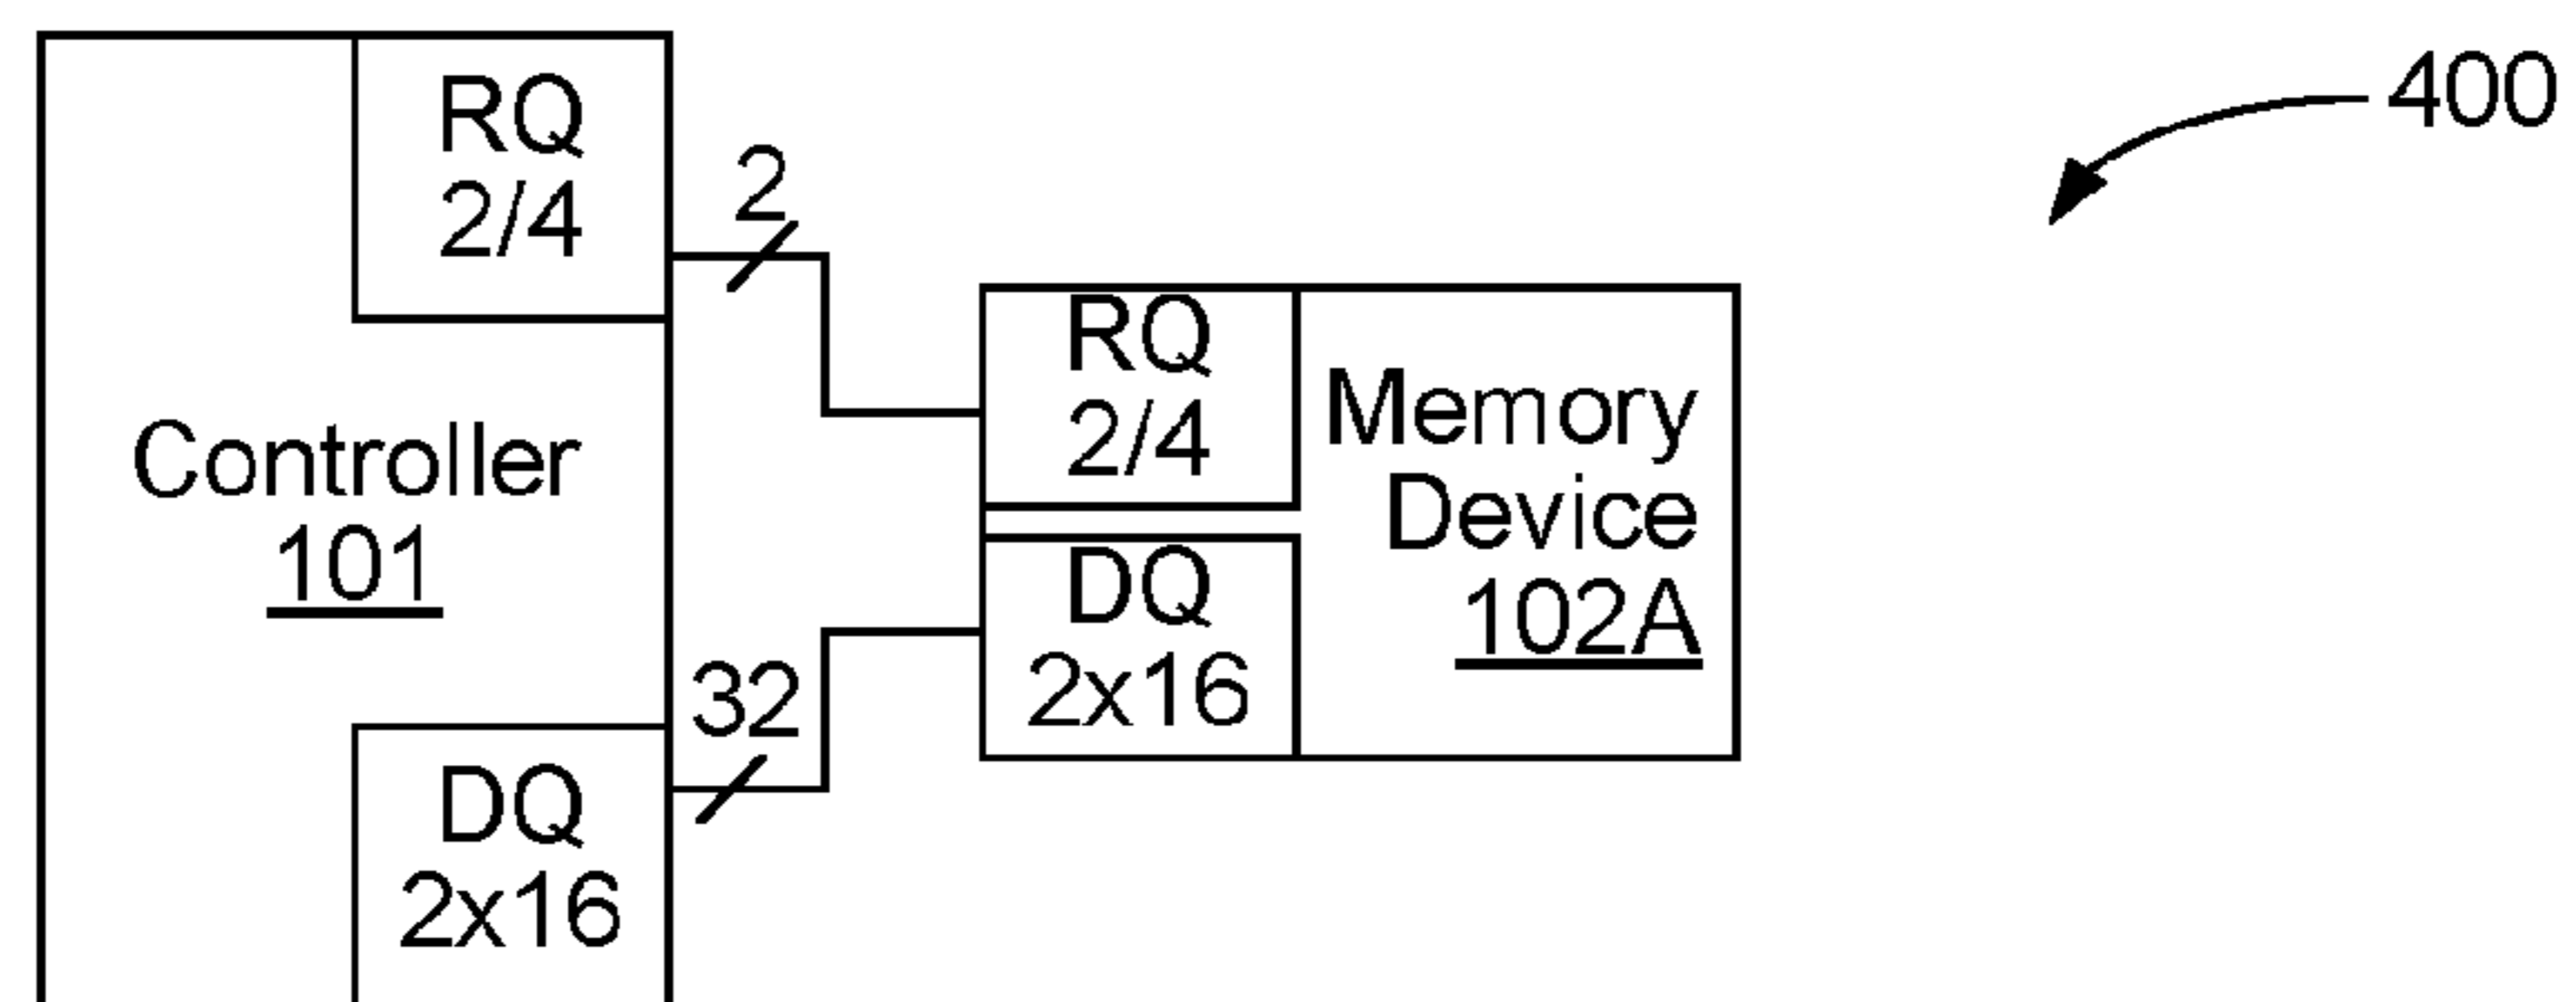 RQ
2/4
2
400
Controller
101
RQ
2/4
Memory
Device
102A
DQ
2x16
32
DQ
2x16